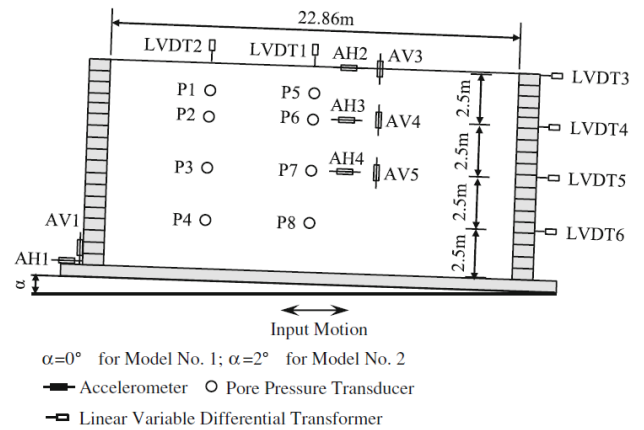 22.86m
LVDT2 LVDT1 AH2 AV3
LVDT3
P1 P5
2.5m
P2 P6 AH3 AV4
LVDT4
2.5m
P3 P7 AH4 AV5
LVDT5
2.5m
AV1 P4 P8
LVDT6
2.5m
AH1
α
Input Motion
α=0° for Model No. 1; α=2° for Model No. 2
Accelerometer Pore Pressure Transducer
Linear Variable Differential Transformer